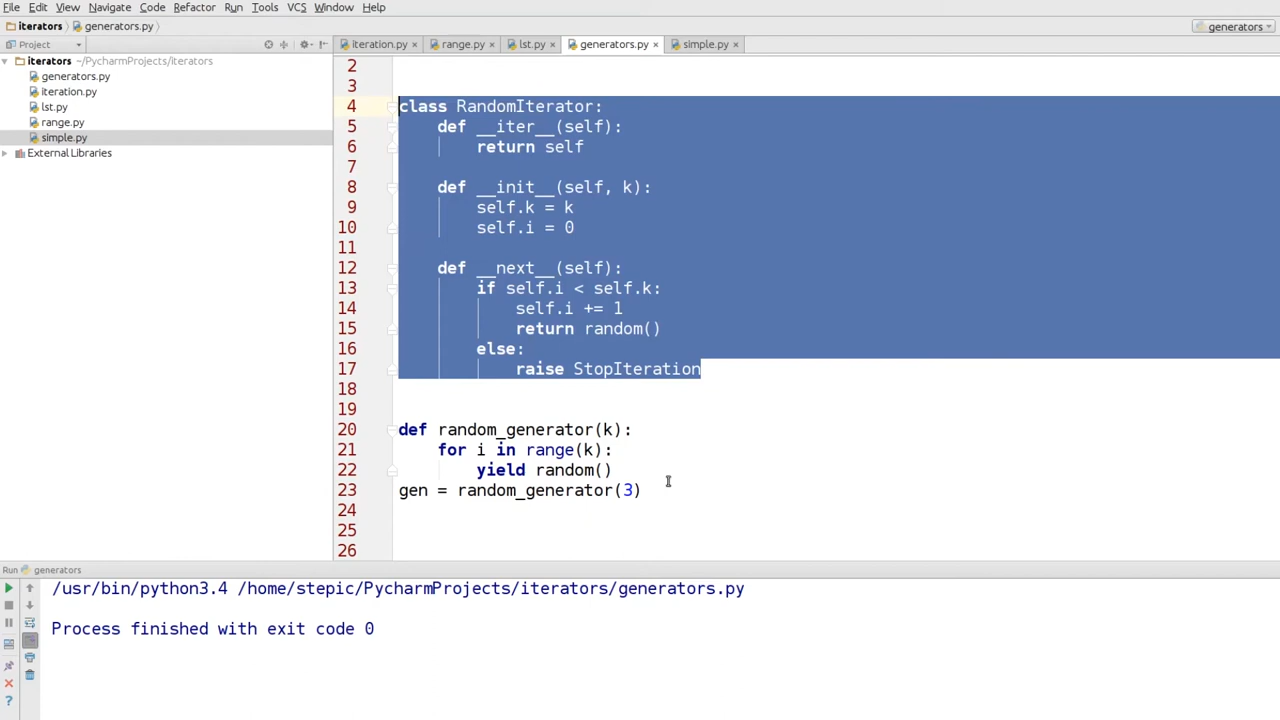 File Edit View Navigate Code Refactor Run Tools VCS Window Help
iterators generators.py generators
Project iteration.py range.py lst.py generators.py simple.py
iterators ~/PycharmProjects/iterators
generators.py
iteration.py
lst.py
range.py
simple.py
External Libraries
2
3
4 class RandomIterator:
5 def __iter__(self):
6 return self
7
8 def __init__(self, k):
9 self.k = k
10 self.i = 0
11
12 def __next__(self):
13 if self.i < self.k:
14 self.i += 1
15 return random()
16 else:
17 raise StopIteration
18
19
20 def random_generator(k):
21 for i in range(k):
22 yield random()
23 gen = random_generator(3)
24
25
26
Run generators
/usr/bin/python3.4 /home/stepic/PycharmProjects/iterators/generators.py
Process finished with exit code 0